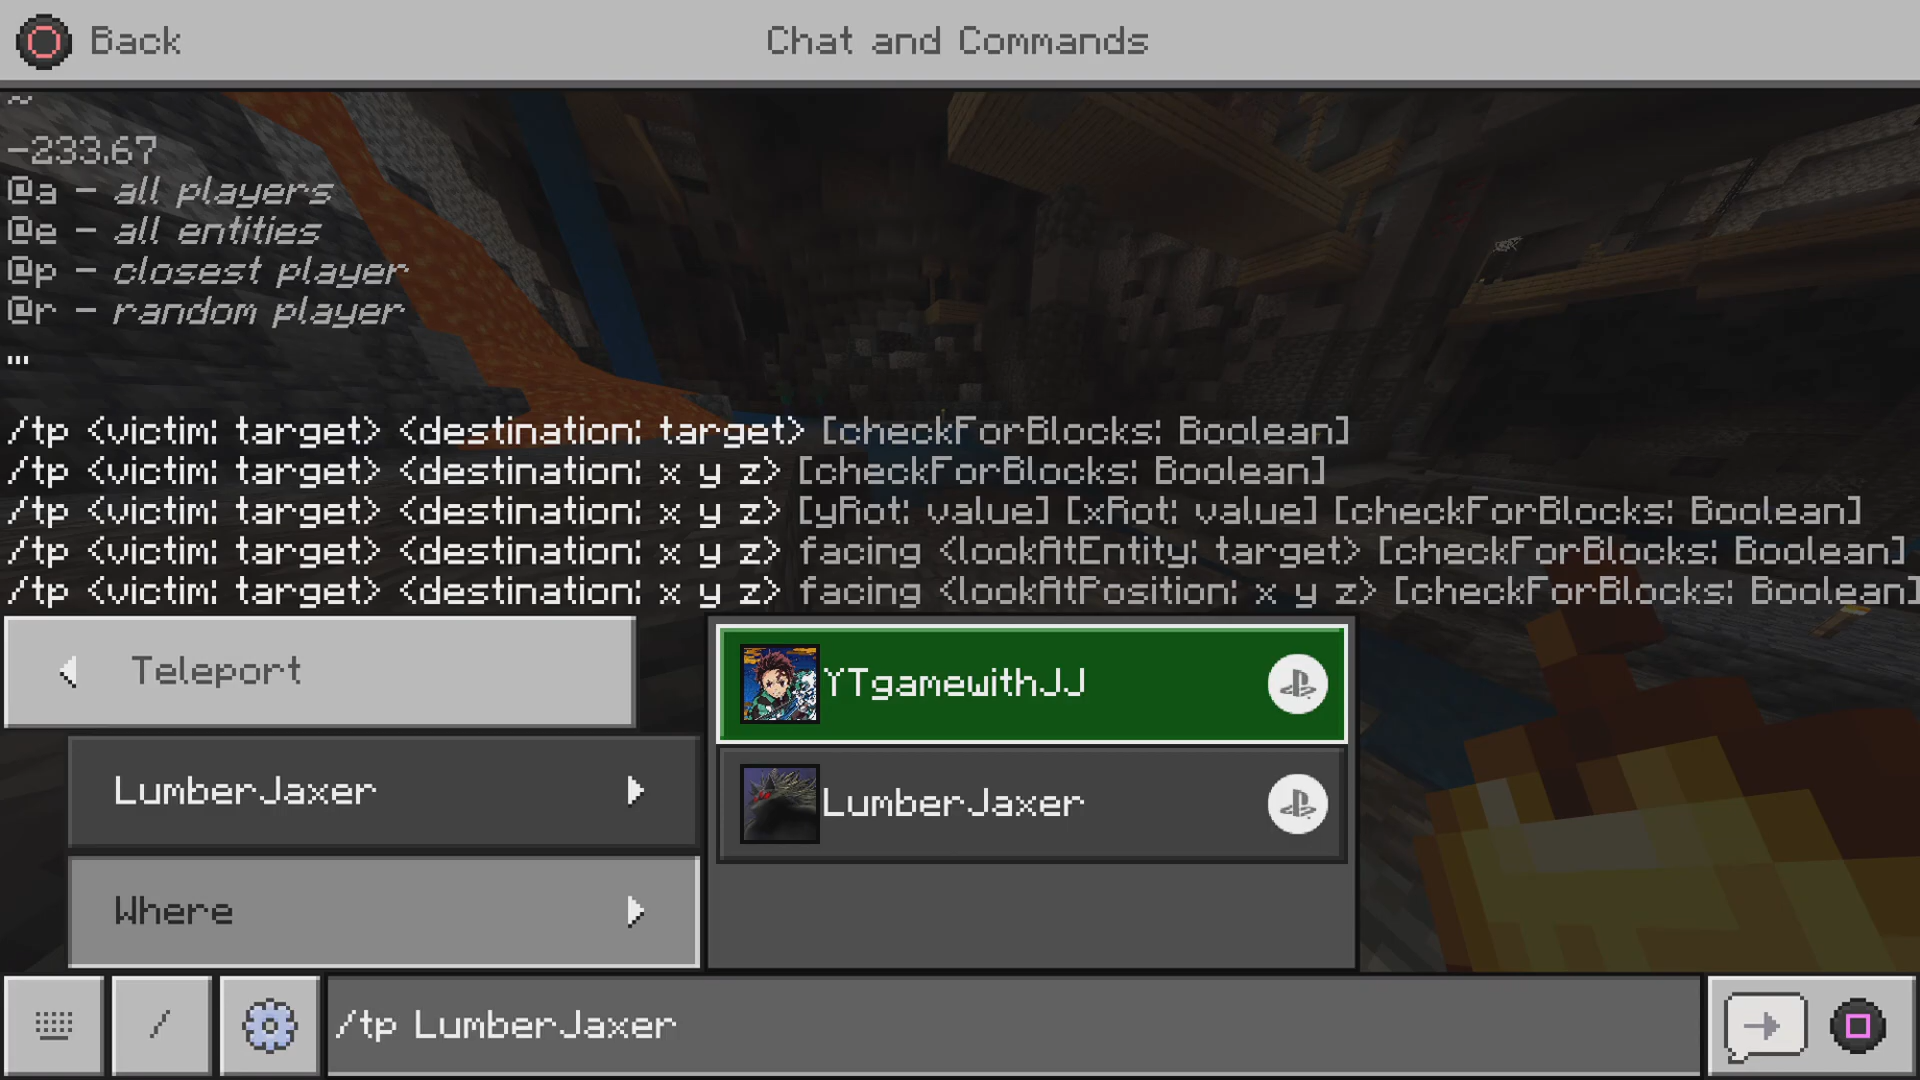 Back
Chat and Commands
~
-233.67
@a - all players
@e - all entities
@p - closest player
@r - random player
...
/tp <victim: target> <destination: target> [checkForBlocks: Boolean]
/tp <victim: target> <destination: x y z> [checkForBlocks: Boolean]
/tp <victim: target> <destination: x y z> [yRot: value] [xRot: value] [checkForBlocks: Boolean]
/tp <victim: target> <destination: x y z> facing <lookAtEntity: target> [checkForBlocks: Boolean]
/tp <victim: target> <destination: x y z> facing <lookAtPosition: x y z> [checkForBlocks: Boolean]
Teleport
LumberJaxer
Where
YTgamewithJJ
LumberJaxer
/
/tp LumberJaxer